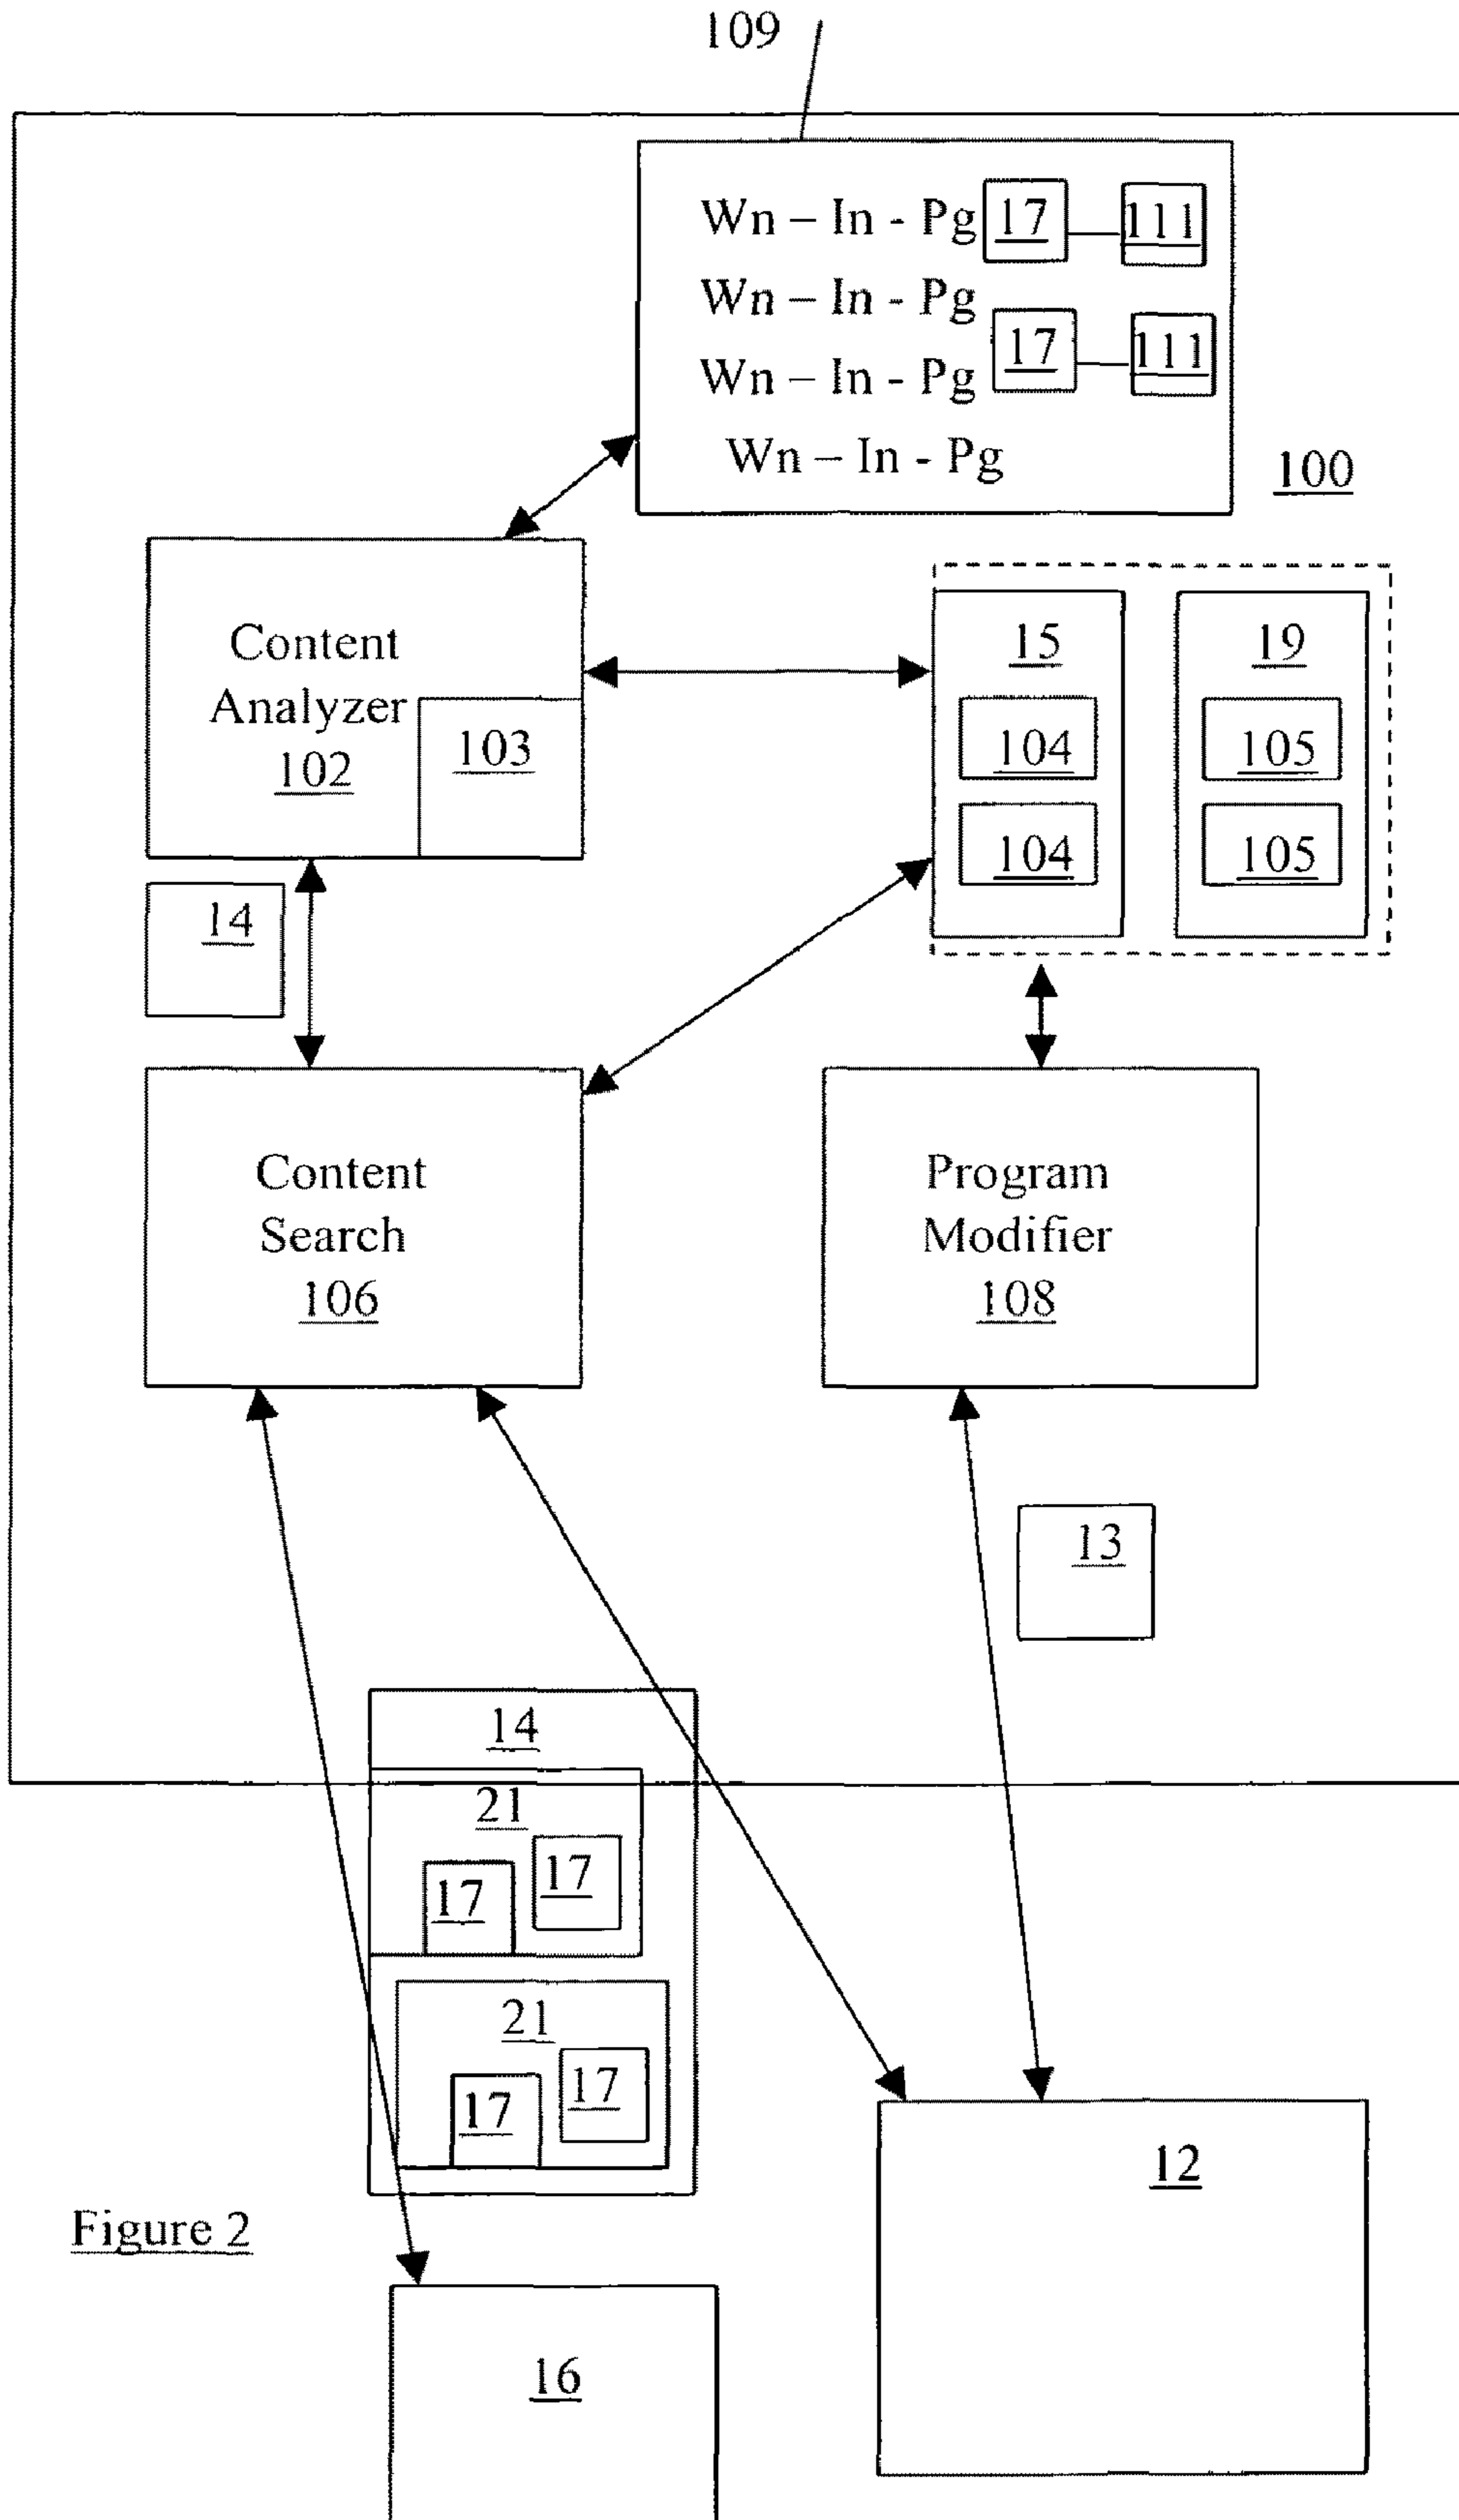 109
Wn – In - Pg 17 111
Wn – In - Pg
Wn – In - Pg 17 111
Wn – In - Pg
100
Content
Analyzer
102
103
15
104
104
19
105
105
14
Content
Search
106
Program
Modifier
108
13
14
21
17
17
21
17
17
12
Figure 2
16